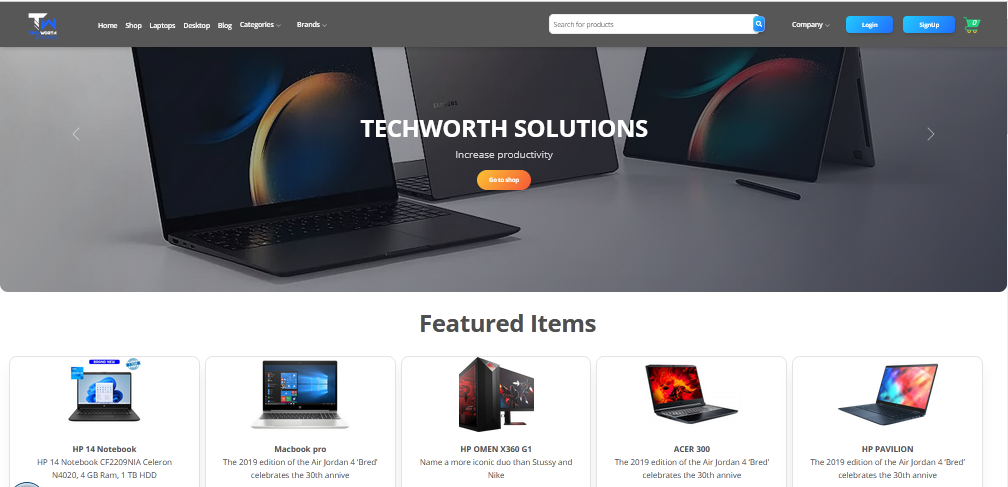 TW
WORTH
Home Shop Laptops Desktop Blog Categories Brands
Search for products
Company Login SignUp 0
TECHWORTH SOLUTIONS
Increase productivity
Go to shop
Featured Items
BRAND NEW
HP 14 Notebook
HP 14 Notebook CF2209NIA Celeron
N4020, 4 GB Ram, 1 TB HDD
Macbook pro
The 2019 edition of the Air Jordan 4 ‘Bred’
celebrates the 30th annive
HP OMEN X360 G1
Name a more iconic duo than Stussy and
Nike
ACER 300
The 2019 edition of the Air Jordan 4 ‘Bred’
celebrates the 30th annive
HP PAVILION
The 2019 edition of the Air Jordan 4 ‘Bred’
celebrates the 30th annive